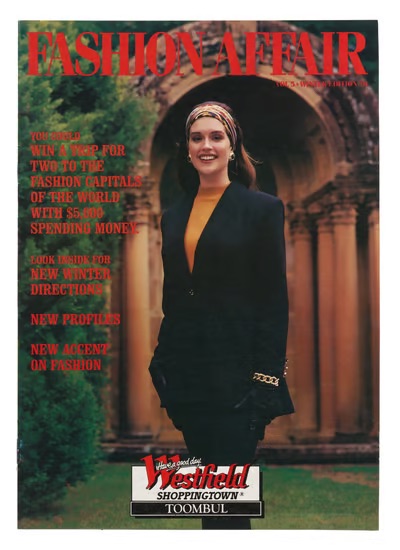 FASHION AFFAIR
YOU COULD
WIN A TRIP FOR
TWO TO THE
FASHION CAPITALS
OF THE WORLD
WITH $5,000
SPENDING MONEY
LOOK INSIDE FOR
NEW WINTER
DIRECTIONS
NEW PROFILES
NEW ACCENT
ON FASHION
Have a good day.
Westfield
SHOPPINGTOWN®
TOOMBUL